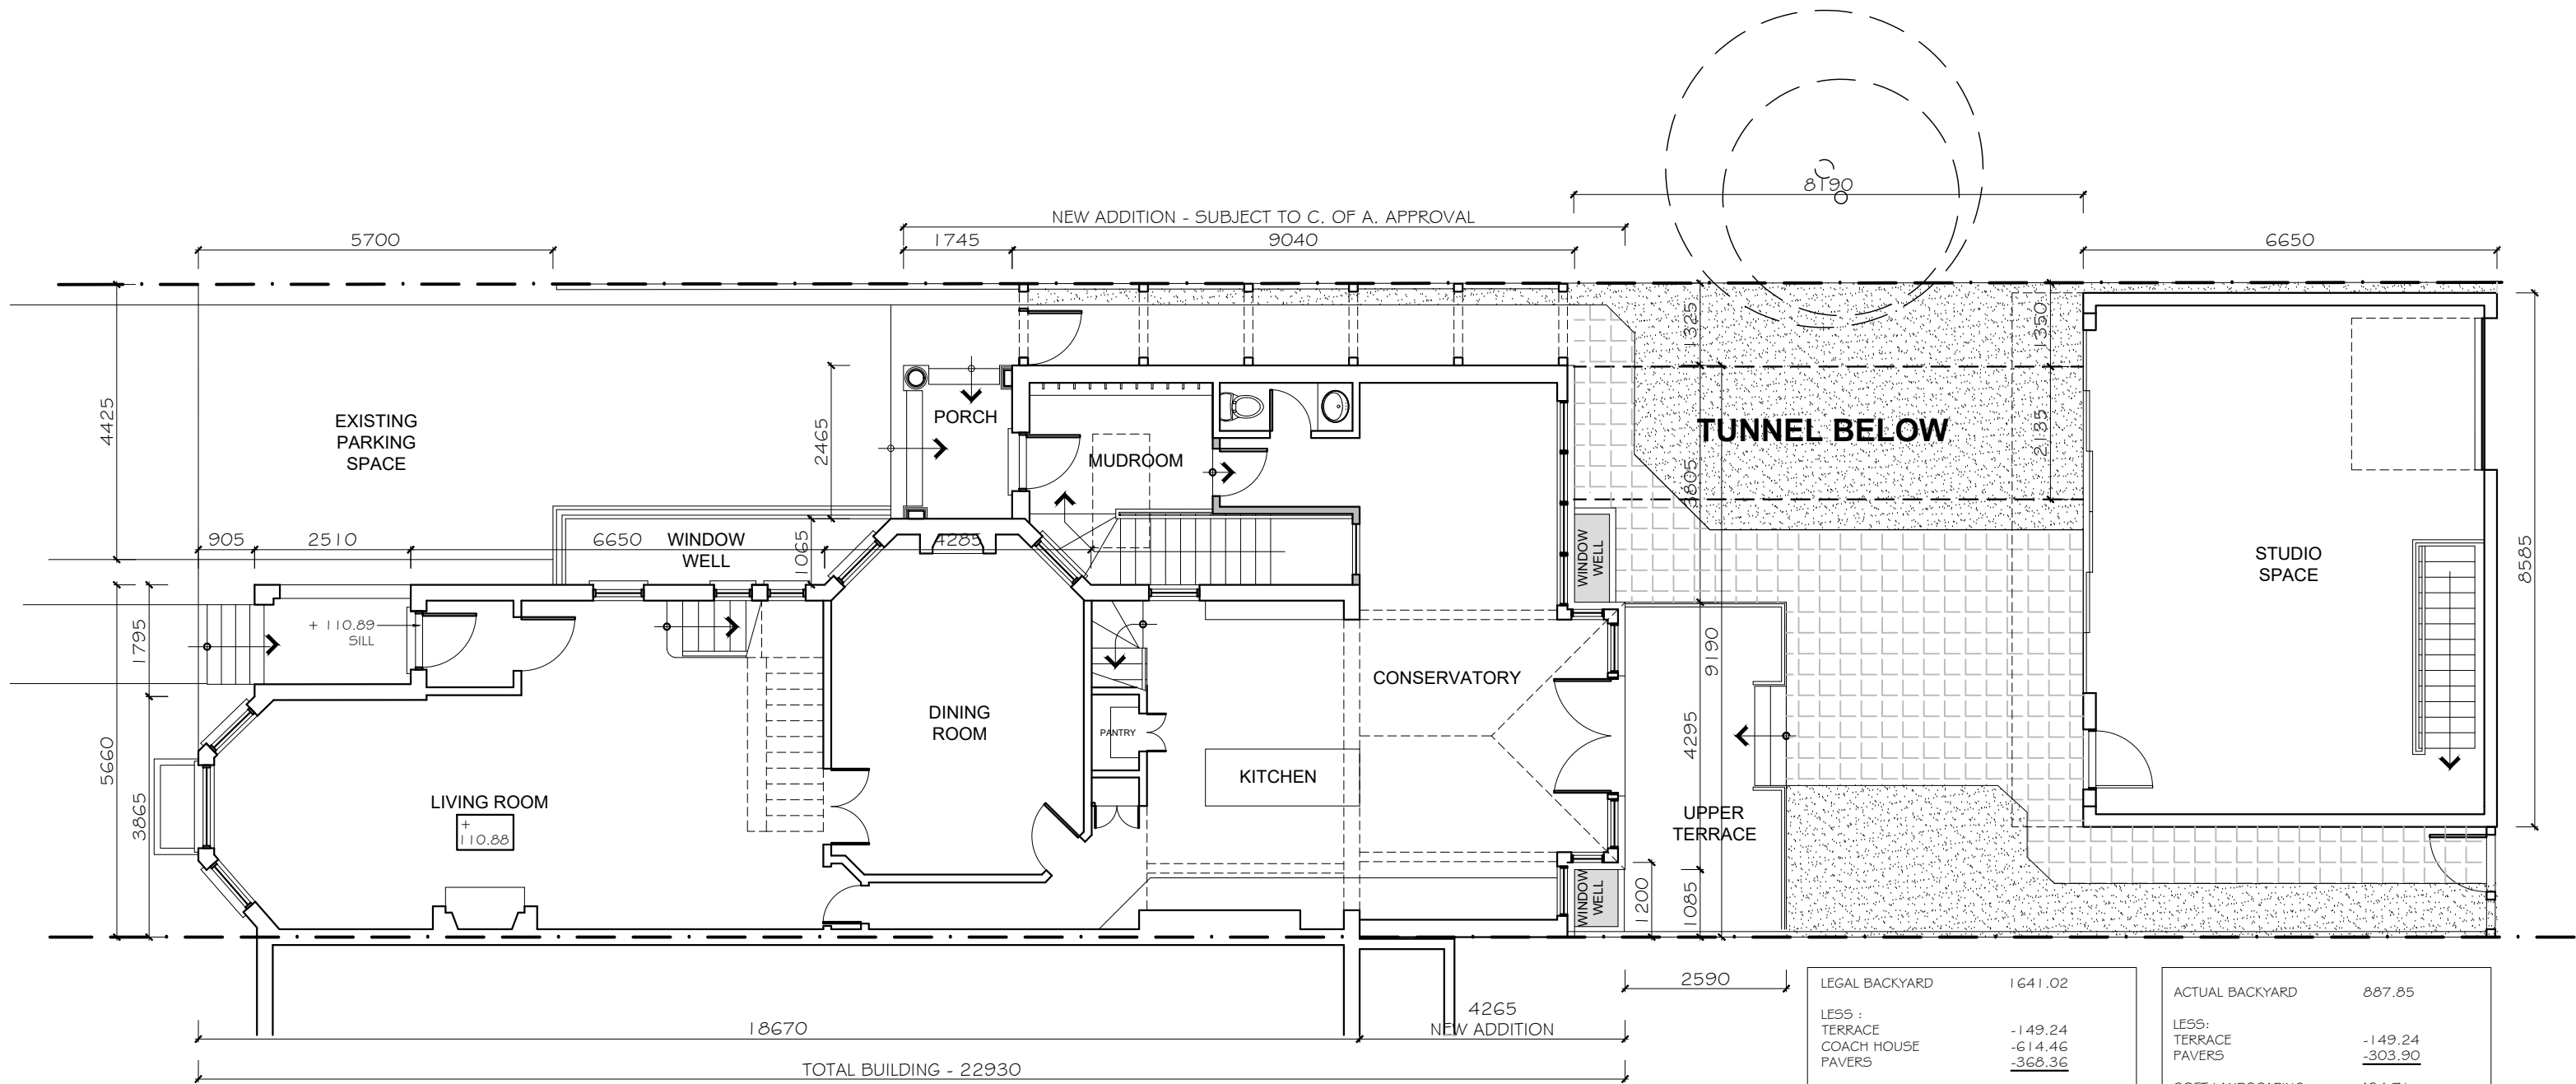 8190
NEW ADDITION - SUBJECT TO C. OF A. APPROVAL
5700
1745
9040
6650
4425
EXISTING
PARKING
SPACE
2465
PORCH
MUDROOM
1325
1350
TUNNEL BELOW
2135
3805
905
2510
6650
WINDOW
WELL
1065
4285
WINDOW
WELL
STUDIO
SPACE
8585
+ 110.89
SILL
1795
5660
3865
9190
4295
CONSERVATORY
DINING
ROOM
PANTRY
KITCHEN
LIVING ROOM
+
110.88
UPPER
TERRACE
WINDOW
WELL
1200
1085
2590
4265
NEW ADDITION
18670
TOTAL BUILDING - 22930
LEGAL BACKYARD 1641.02
LESS :
TERRACE -149.24
COACH HOUSE -614.46
PAVERS -368.36
ACTUAL BACKYARD 887.85
LESS:
TERRACE -149.24
PAVERS -303.90